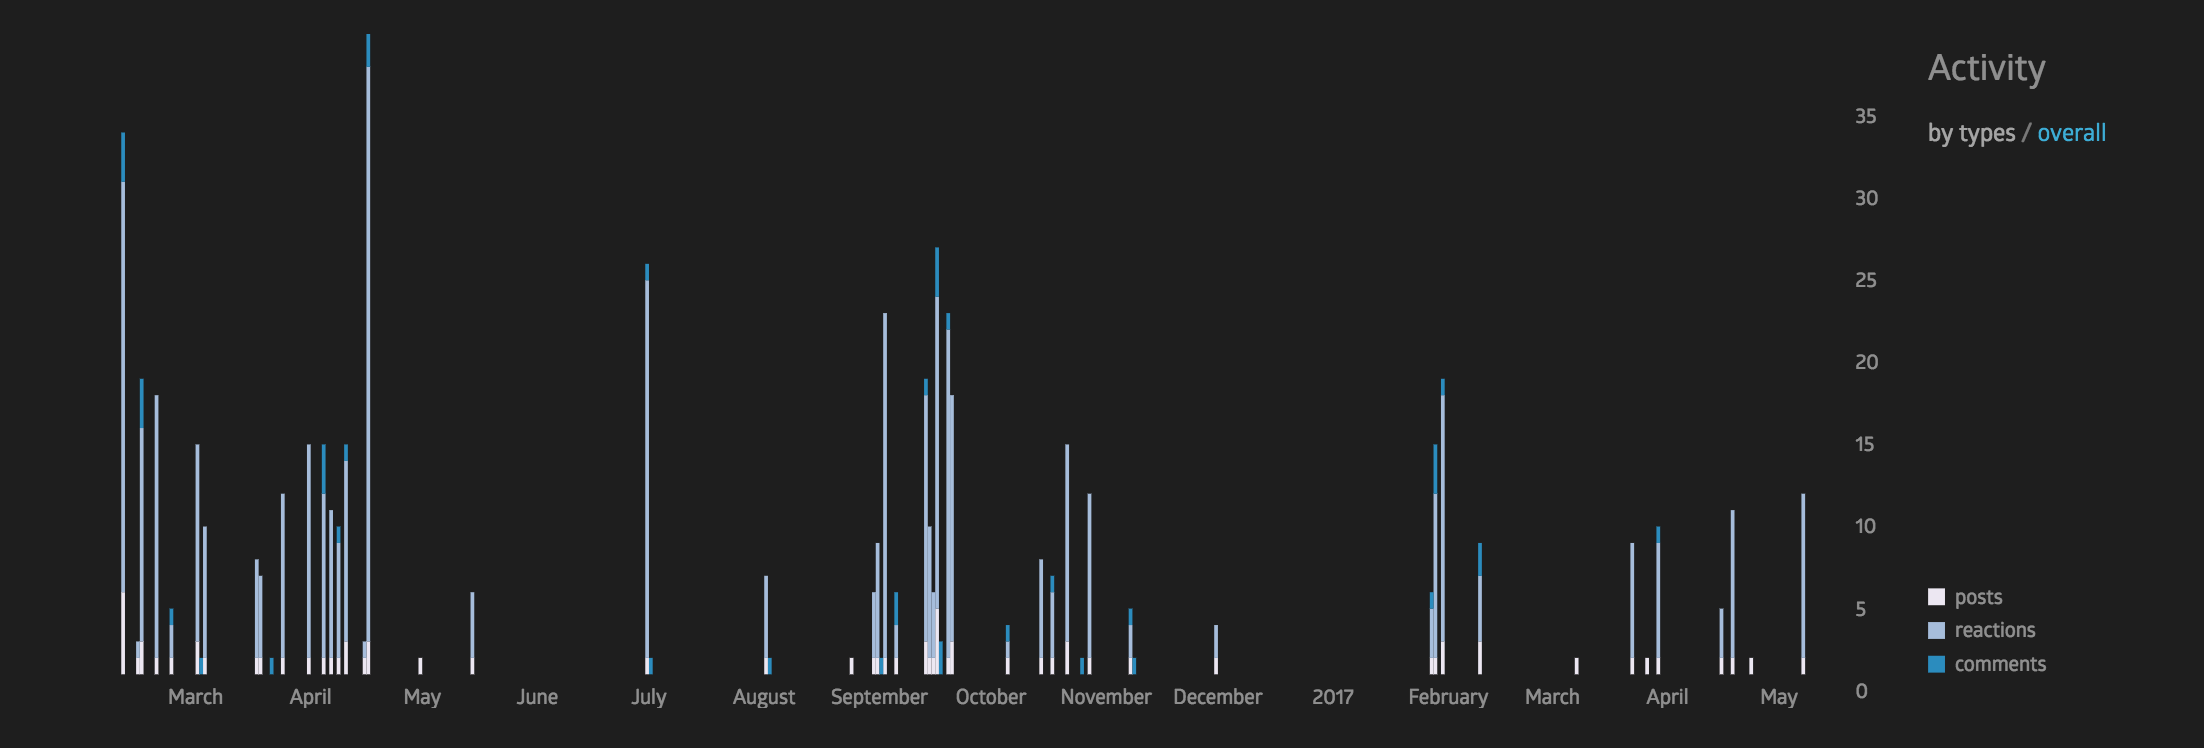 Activity
by types / overall
35
30
25
20
15
10
5
0
posts
reactions
comments
March April May June July August September October November December 2017 February March April May